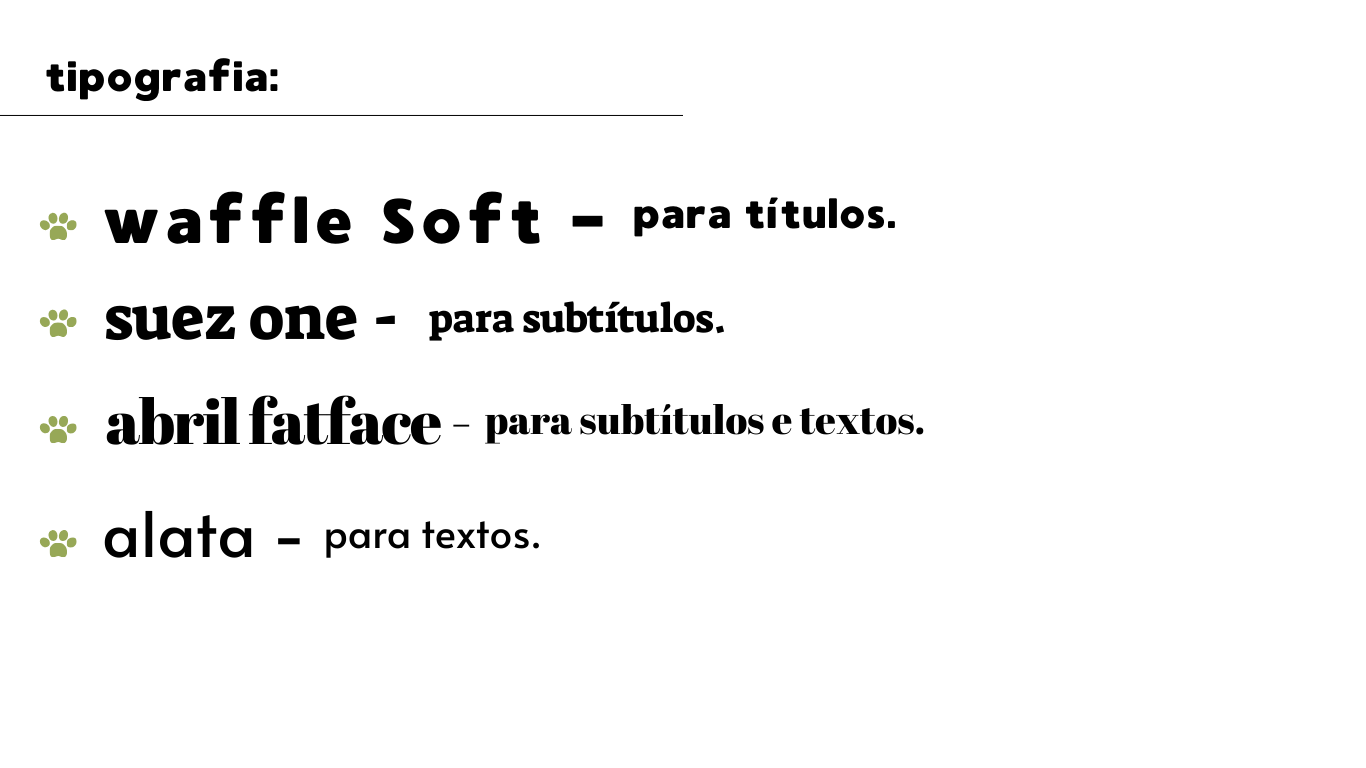 tipografia:
waffle Soft – para títulos.
suez one - para subtítulos.
abril fatface – para subtítulos e textos.
alata – para textos.